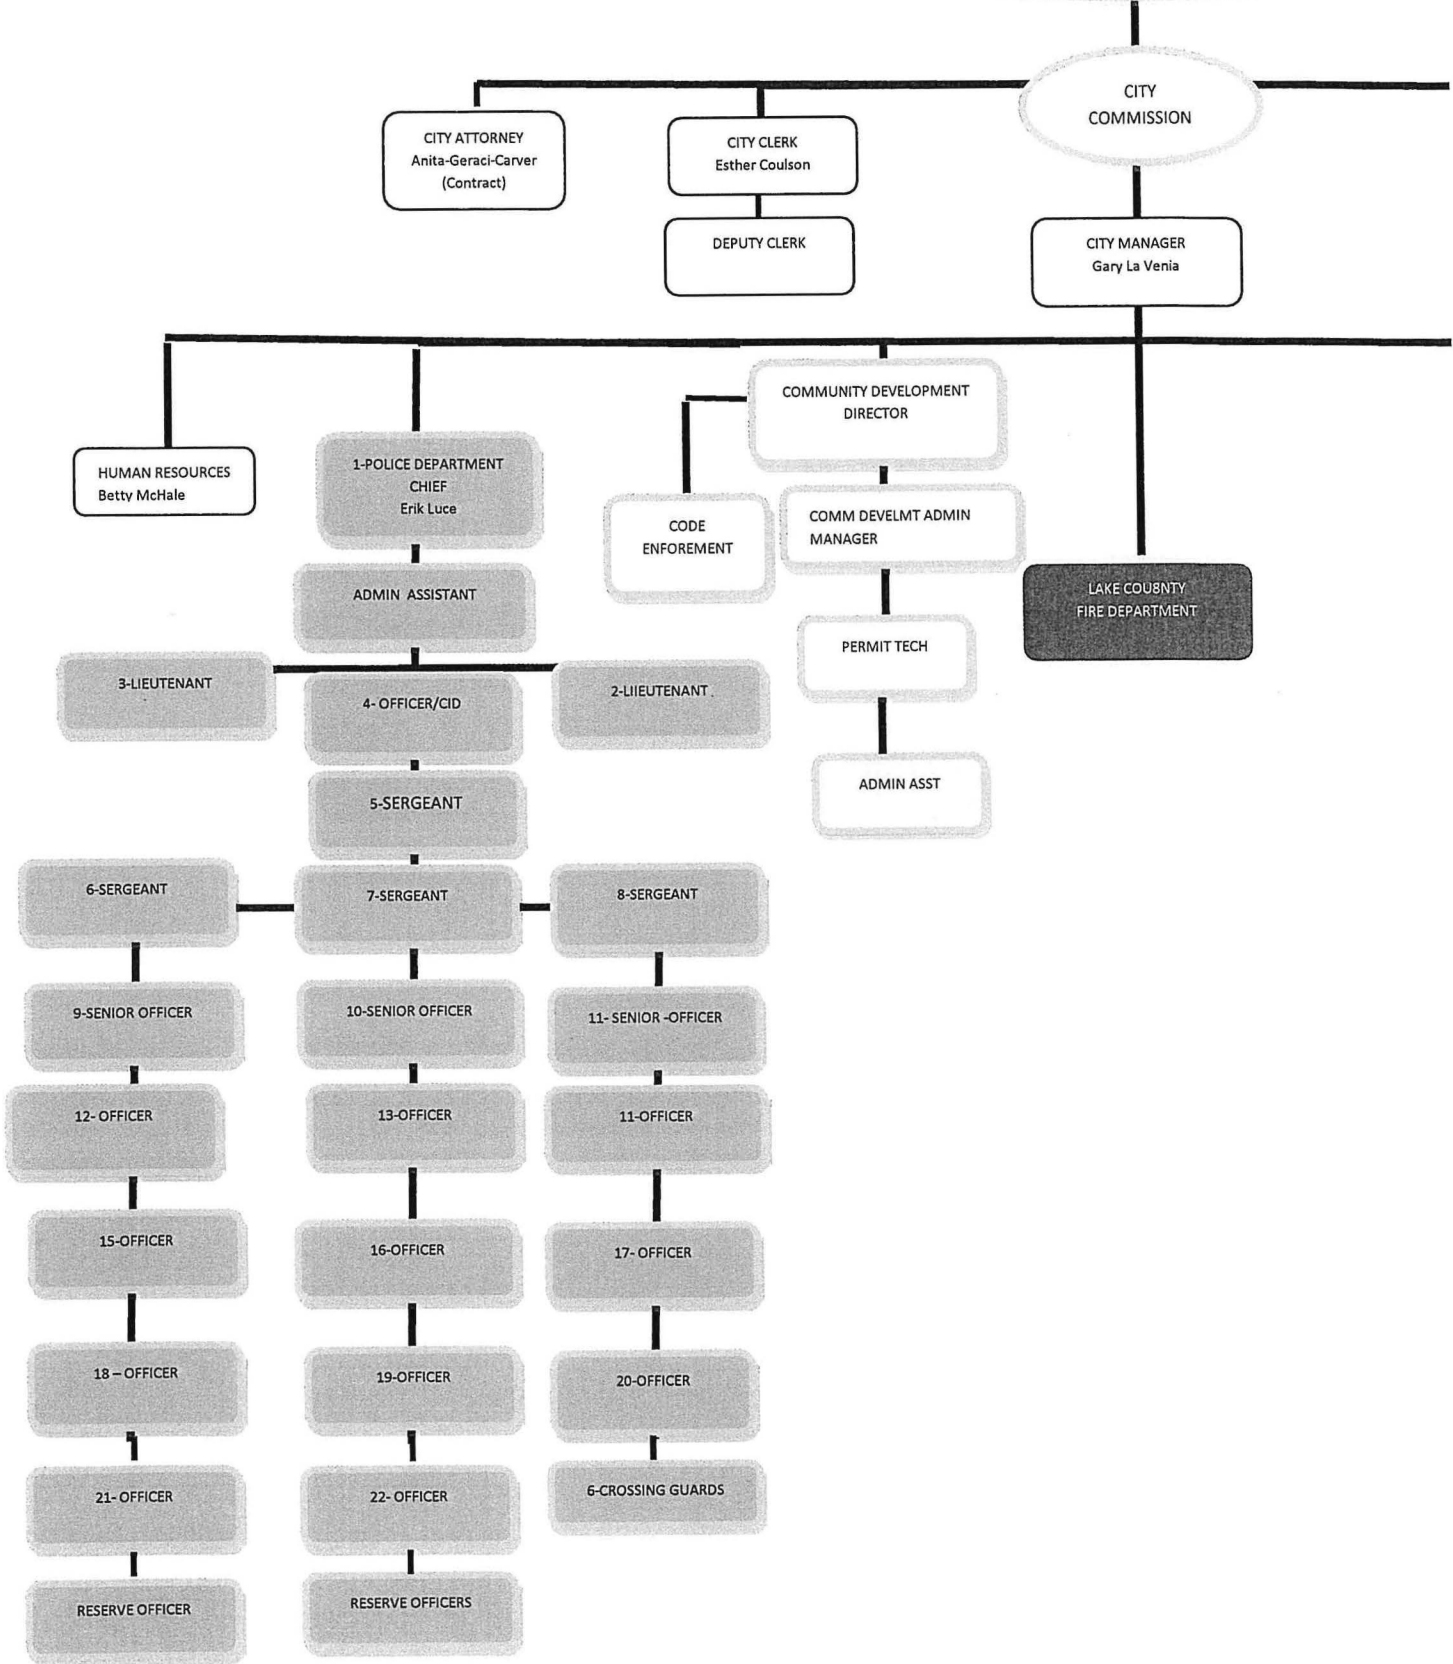 CITY
COMMISSION
CITY ATTORNEY
Anita-Geraci-Carver
(Contract)
CITY CLERK
Esther Coulson
DEPUTY CLERK
CITY MANAGER
Gary La Venia
HUMAN RESOURCES
Betty McHale
1-POLICE DEPARTMENT
CHIEF
Erik Luce
COMMUNITY DEVELOPMENT
DIRECTOR
CODE
ENFOREMENT
COMM DEVELMT ADMIN
MANAGER
LAKE COU8NTY
FIRE DEPARTMENT
ADMIN ASSISTANT
PERMIT TECH
3-LIEUTENANT
4- OFFICER/CID
2-LIIEUTENANT
ADMIN ASST
5-SERGEANT
6-SERGEANT
7-SERGEANT
8-SERGEANT
9-SENIOR OFFICER
10-SENIOR OFFICER
11- SENIOR -OFFICER
12- OFFICER
13-OFFICER
11-OFFICER
15-OFFICER
16-OFFICER
17- OFFICER
18 – OFFICER
19-OFFICER
20-OFFICER
21- OFFICER
22- OFFICER
6-CROSSING GUARDS
RESERVE OFFICER
RESERVE OFFICERS